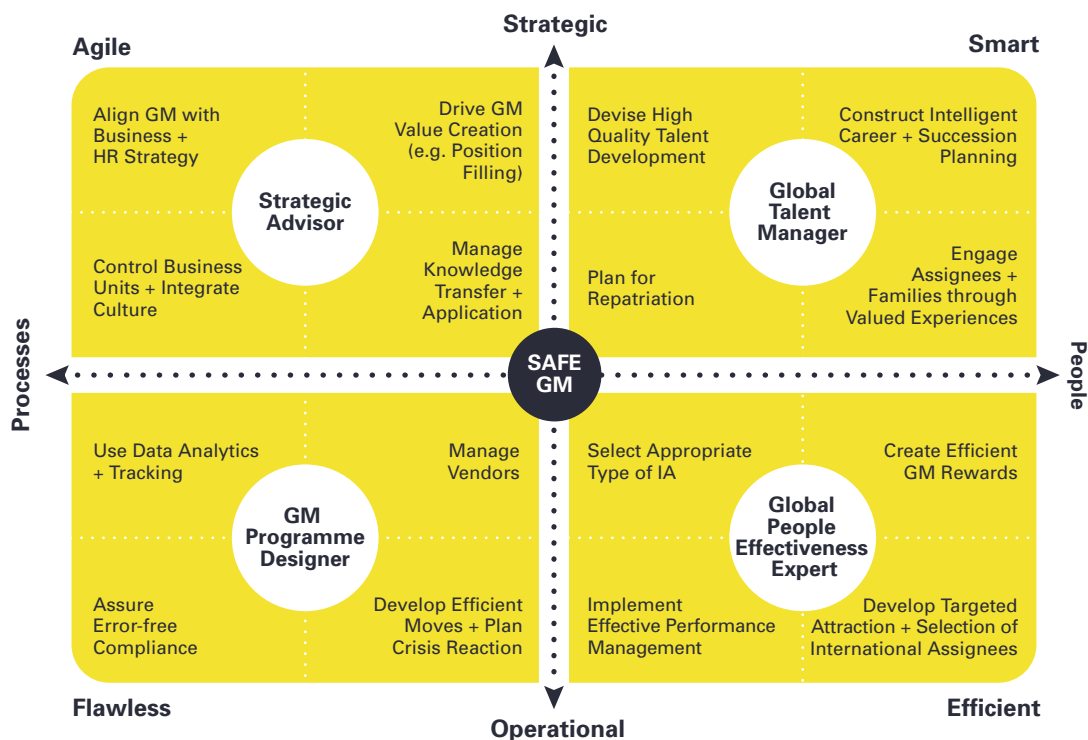 Strategic
Agile
Smart
Align GM with
Business +
HR Strategy
Drive GM
Value Creation
(e.g. Position
Filling)
Strategic
Advisor
Control Business
Units + Integrate
Culture
Manage
Knowledge
Transfer +
Application
Devise High
Quality Talent
Development
Construct Intelligent
Career + Succession
Planning
Global
Talent
Manager
Plan for
Repatriation
Engage
Assignees +
Families through
Valued Experiences
Processes
SAFE
GM
People
Use Data Analytics
+ Tracking
Manage
Vendors
GM
Programme
Designer
Assure
Error-free
Compliance
Develop Efficient
Moves + Plan
Crisis Reaction
Select Appropriate
Type of IA
Create Efficient
GM Rewards
Global
People
Effectiveness
Expert
Implement
Effective Performance
Management
Develop Targeted
Attraction + Selection of
International Assignees
Flawless
Operational
Efficient